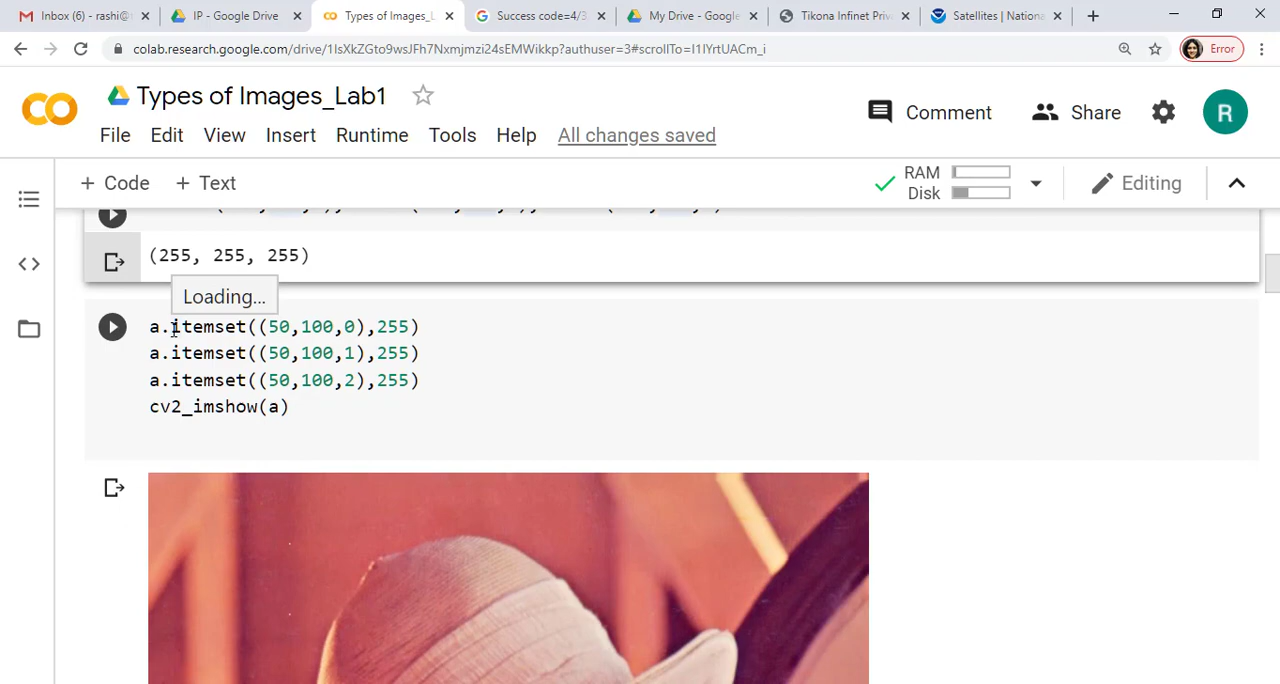 Inbox (6) - rashi@t
IP - Google Drive
Types of Images_L
Success code=4/3
My Drive - Google
Tikona Infinet Priv
Satellites | Nationa
colab.research.google.com/drive/1IsXkZGto9wsJFh7Nxmjmzi24sEMWikkp?authuser=3#scrollTo=I1IYrtUACm_i
Error
Types of Images_Lab1
Comment
Share
R
File Edit View Insert Runtime Tools Help All changes saved
+ Code + Text
RAM
Disk
Editing
(255, 255, 255)
Loading...
a.itemset((50,100,0),255)
a.itemset((50,100,1),255)
a.itemset((50,100,2),255)
cv2_imshow(a)